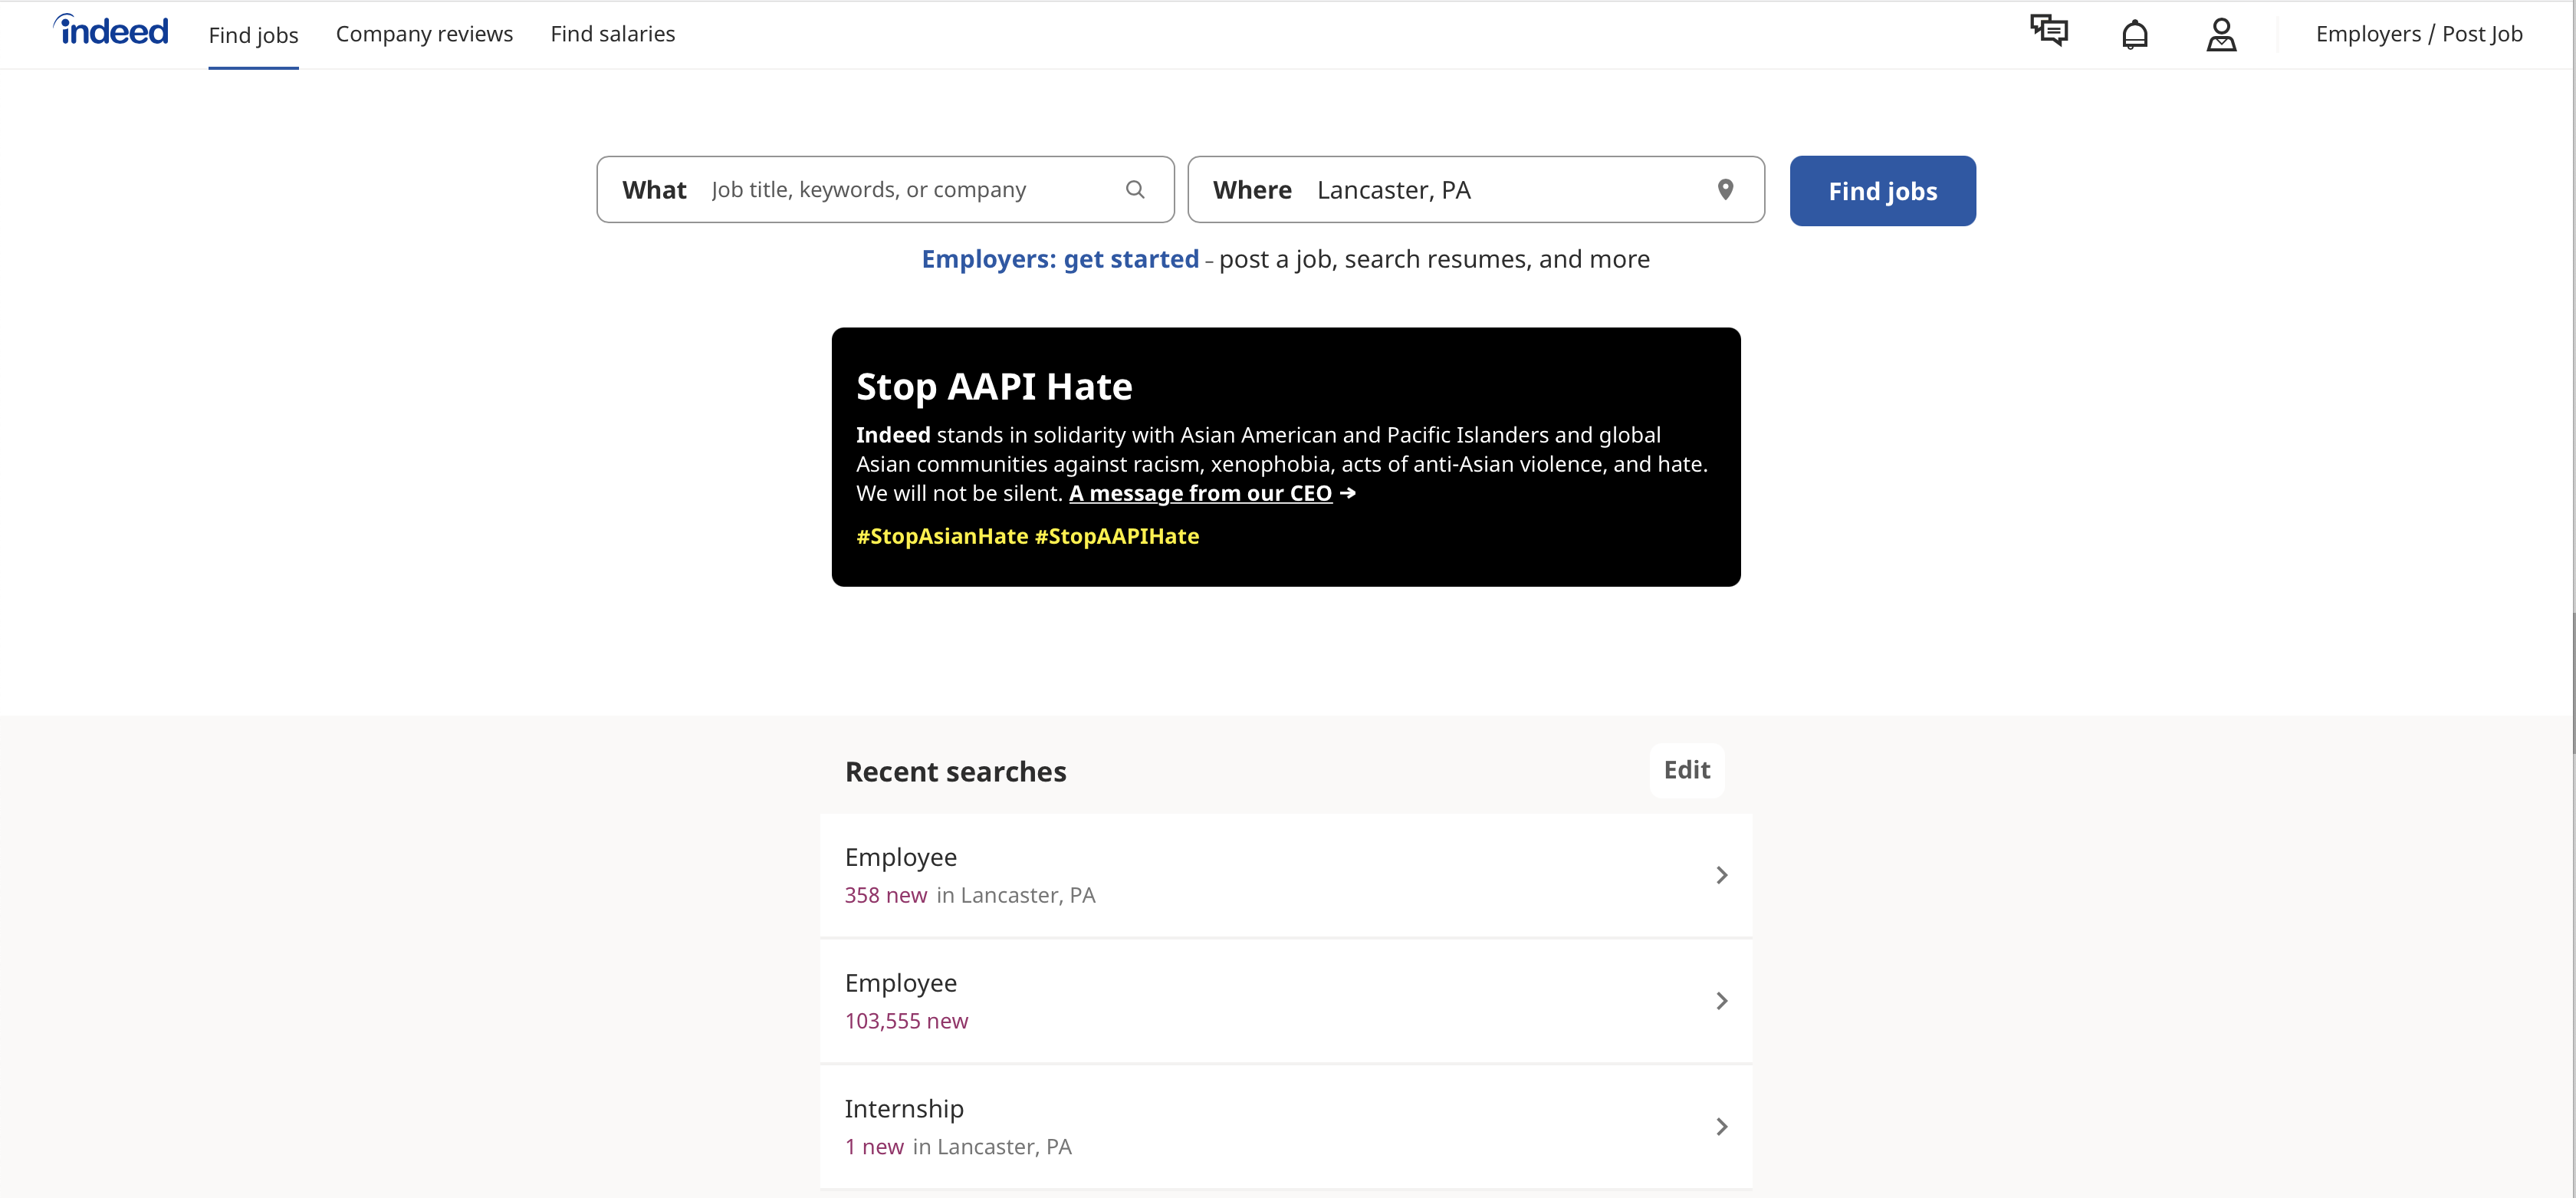 indeed
Find jobs
Company reviews
Find salaries
Employers / Post Job
What Job title, keywords, or company
Where Lancaster, PA
Find jobs
Employers: get started – post a job, search resumes, and more
Stop AAPI Hate
Indeed stands in solidarity with Asian American and Pacific Islanders and global
Asian communities against racism, xenophobia, acts of anti-Asian violence, and hate.
We will not be silent. A message from our CEO →
#StopAsianHate #StopAAPIHate
Recent searches
Edit
Employee
358 new in Lancaster, PA
Employee
103,555 new
Internship
1 new in Lancaster, PA